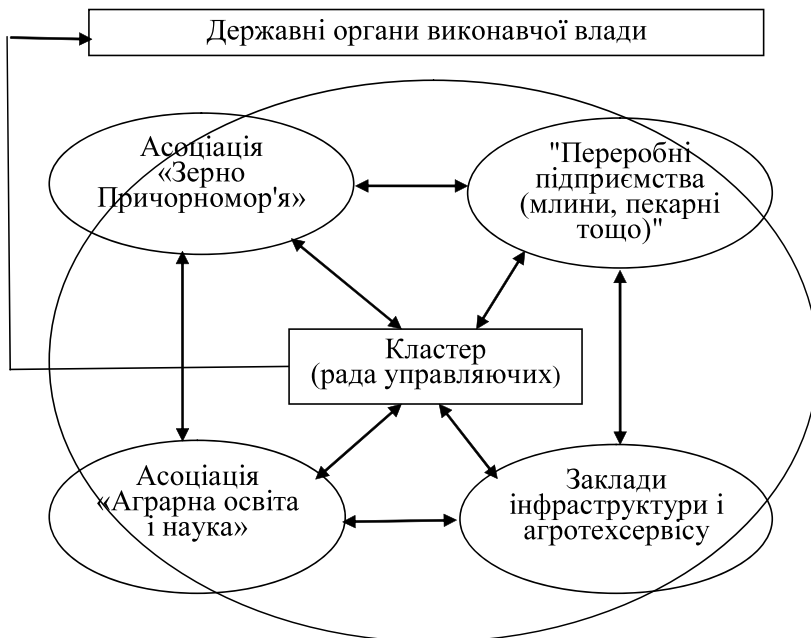 Державні органи виконавчої влади
Асоціація
«Зерно
Причорномор'я»
"Переробні
підприємства
(млини, пекарні
тощо)"
Кластер
(рада управляючих)
Асоціація
«Аграрна освіта
і наука»
Заклади
інфраструктури і
агротехсервісу